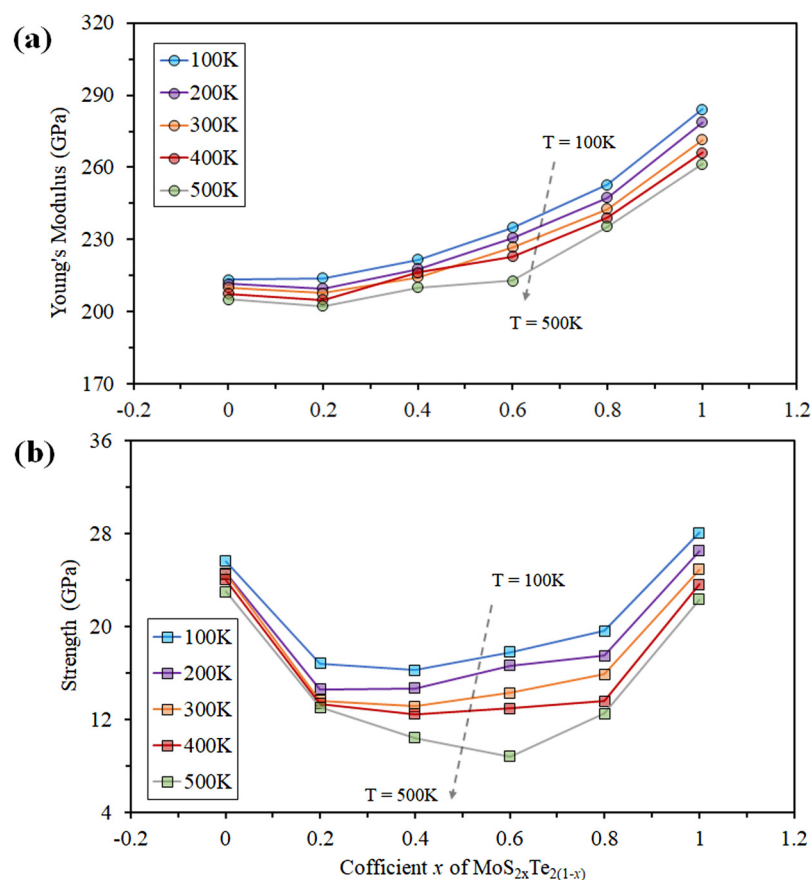 (a)
320
290
260
230
200
170
Young's Modulus (GPa)
100K
200K
300K
400K
500K
T = 100K
T = 500K
-0.2 0 0.2 0.4 0.6 0.8 1 1.2
(b)
36
28
20
12
4
Strength (GPa)
T = 100K
100K
200K
300K
400K
500K
T = 500K
-0.2 0 0.2 0.4 0.6 0.8 1 1.2
Cofficient x of MoS2xTe2(1-x)